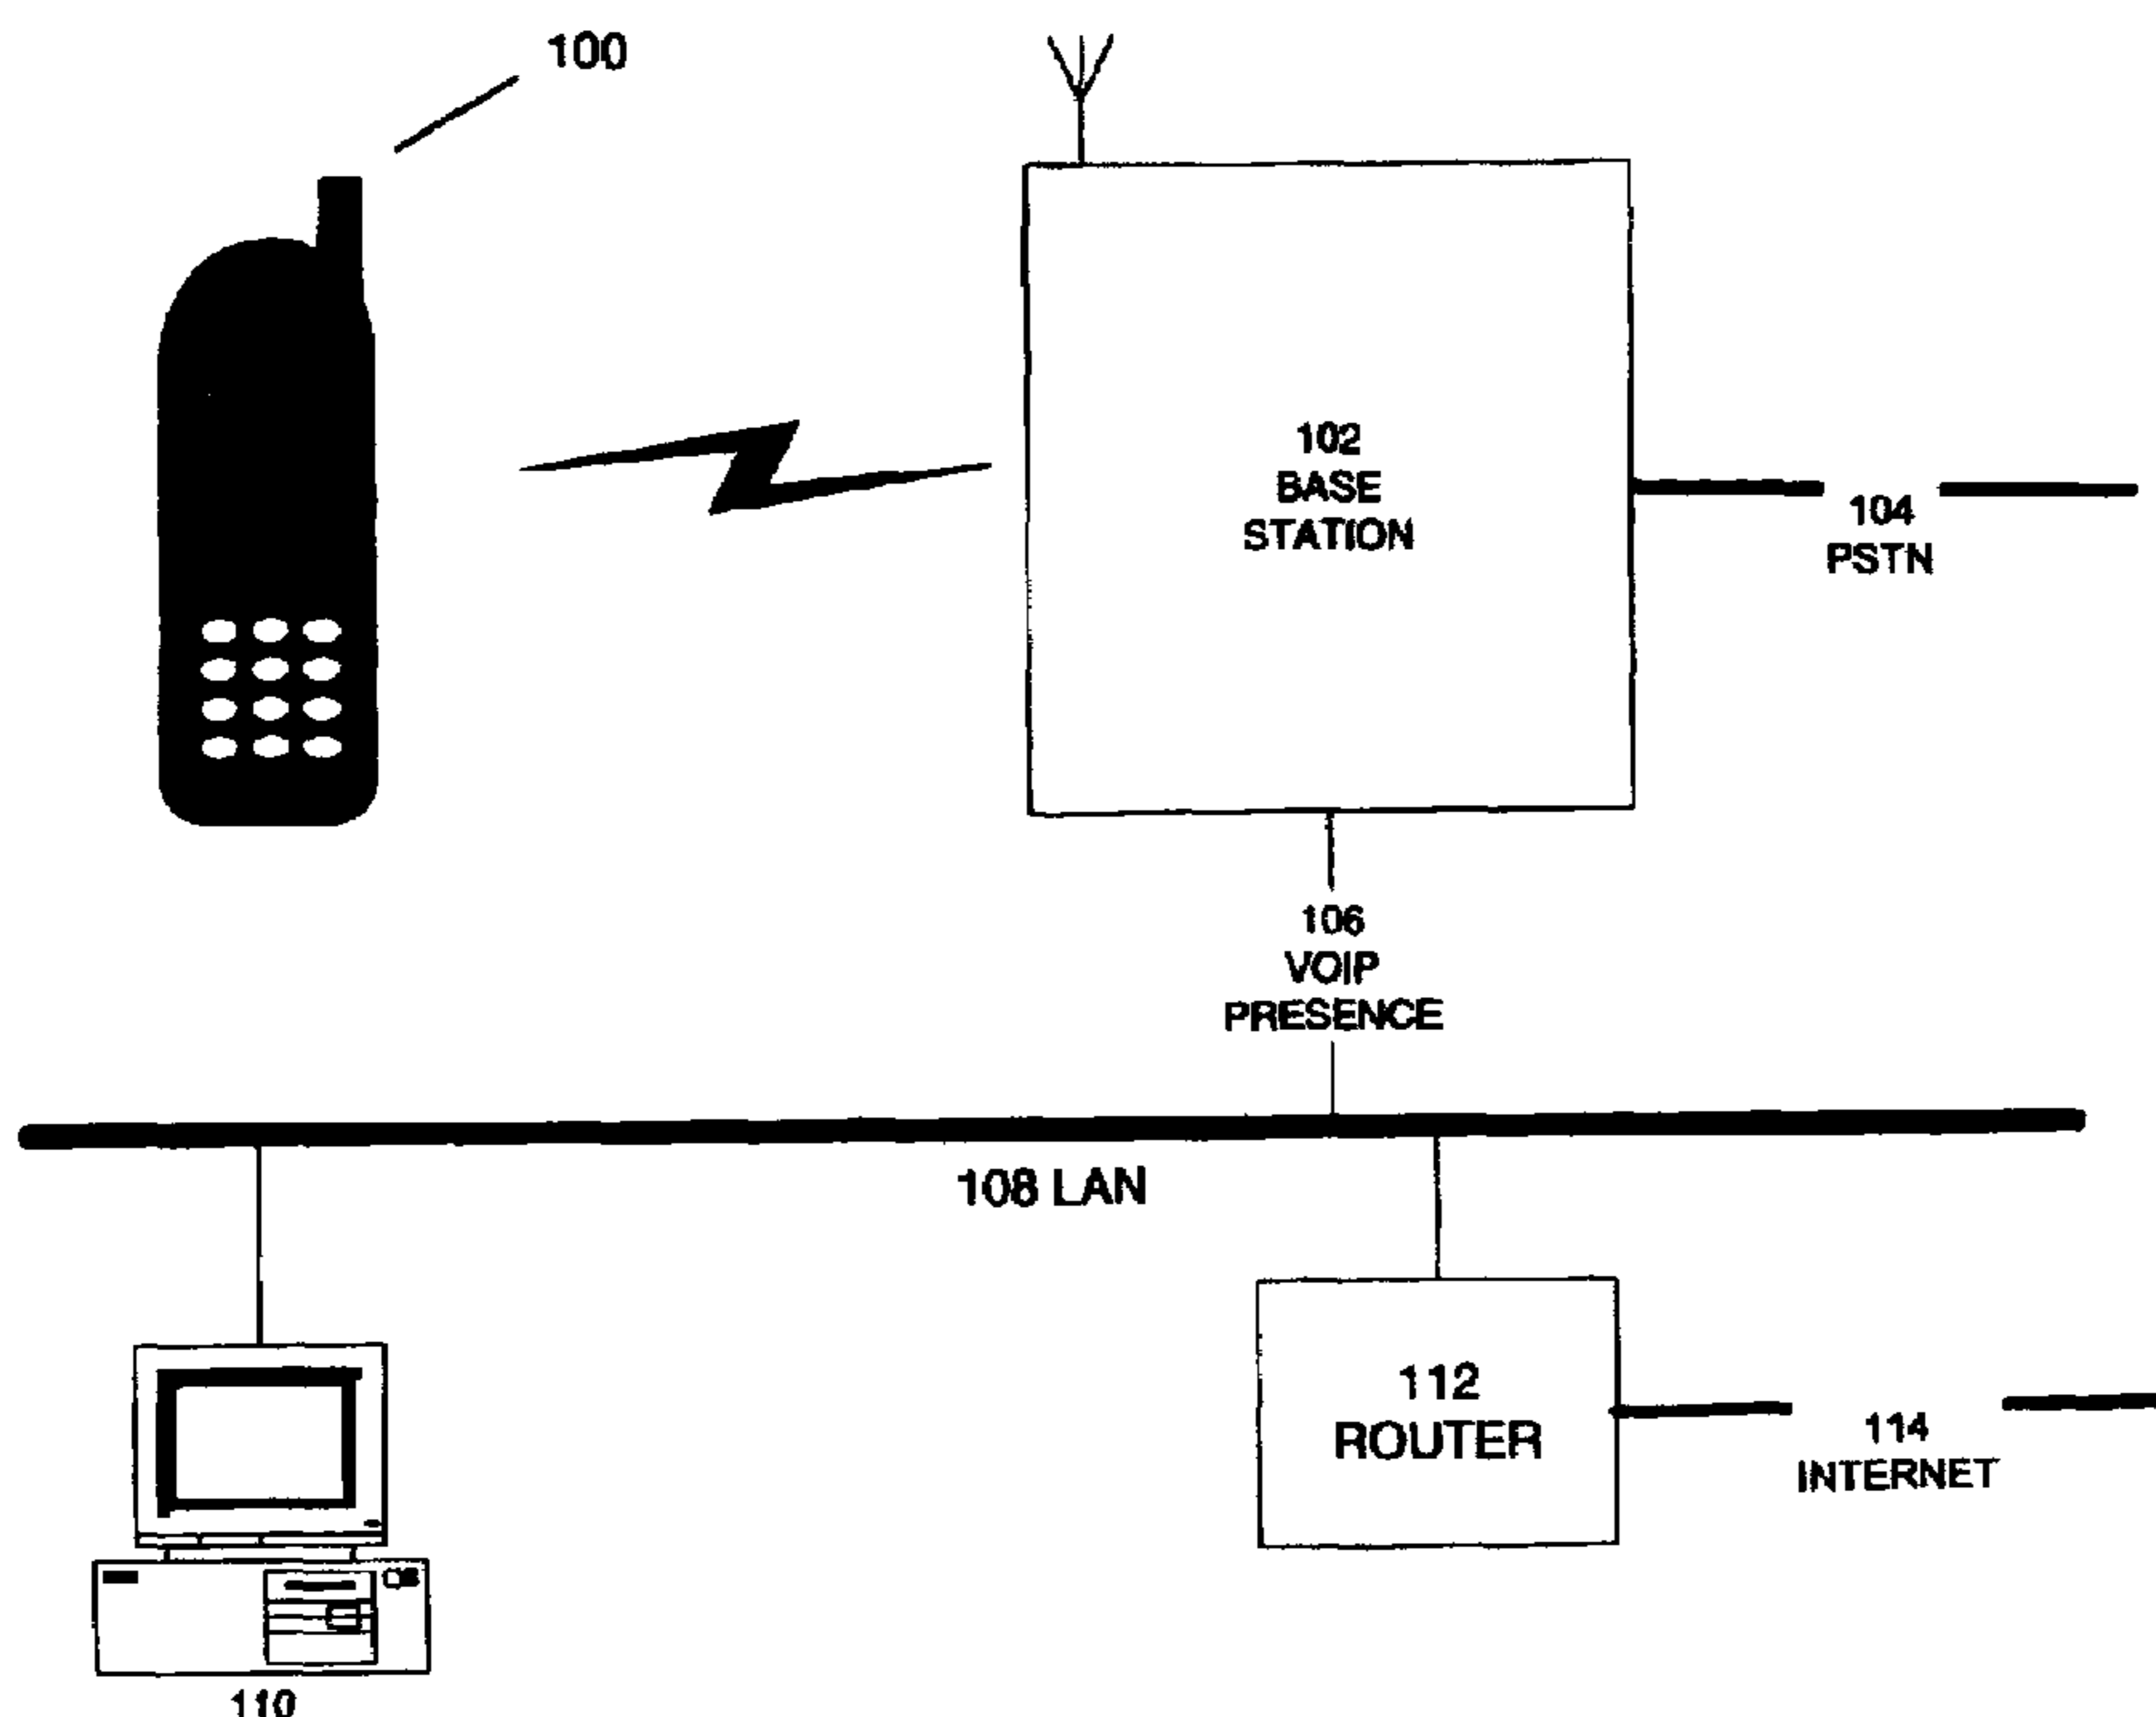 100
102
BASE
STATION
104
PSTN
106
VOIP
PRESENCE
108 LAN
112
ROUTER
114
INTERNET
110